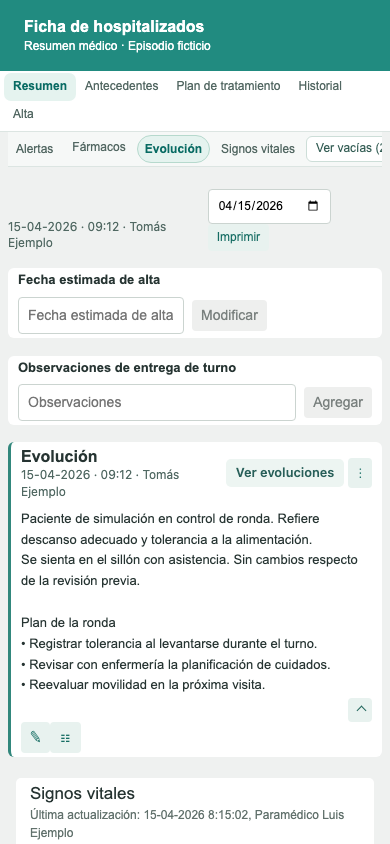 Ficha de hospitalizados
Resumen médico · Episodio ficticio
Resumen
Antecedentes
Plan de tratamiento
Historial
Alta
Alertas
Fármacos
Evolución
Signos vitales
Ver vacías (2
04/15/2026
15-04-2026 · 09:12 · Tomás
Ejemplo
Imprimir
Fecha estimada de alta
Fecha estimada de alta
Modificar
Observaciones de entrega de turno
Observaciones
Agregar
Evolución
15-04-2026 · 09:12 · Tomás
Ejemplo
Ver evoluciones
Paciente de simulación en control de ronda. Refiere
descanso adecuado y tolerancia a la alimentación.
Se sienta en el sillón con asistencia. Sin cambios respecto
de la revisión previa.
Plan de la ronda
• Registrar tolerancia al levantarse durante el turno.
• Revisar con enfermería la planificación de cuidados.
• Reevaluar movilidad en la próxima visita.
Signos vitales
Última actualización: 15-04-2026 8:15:02, Paramédico Luis
Ejemplo